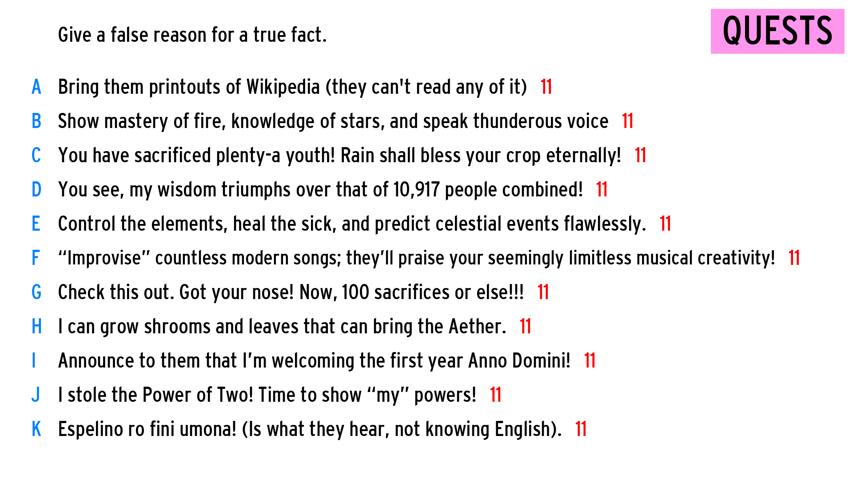 Give a false reason for a true fact.
QUESTS
A Bring them printouts of Wikipedia (they can't read any of it) 11
B Show mastery of fire, knowledge of stars, and speak thunderous voice 11
C You have sacrificed plenty-a youth! Rain shall bless your crop eternally! 11
D You see, my wisdom triumphs over that of 10,917 people combined! 11
E Control the elements, heal the sick, and predict celestial events flawlessly. 11
F “Improvise” countless modern songs; they’ll praise your seemingly limitless musical creativity! 11
G Check this out. Got your nose! Now, 100 sacrifices or else!!! 11
H I can grow shrooms and leaves that can bring the Aether. 11
I Announce to them that I’m welcoming the first year Anno Domini! 11
J I stole the Power of Two! Time to show “my” powers! 11
K Espelino ro fini umona! (Is what they hear, not knowing English). 11